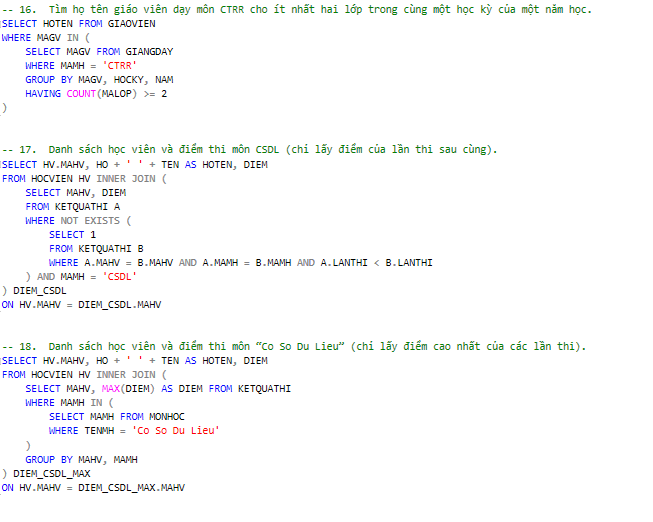 -- 16.  Tìm họ tên giáo viên dạy môn CTRR cho ít nhất hai lớp trong cùng một học kỳ của một năm học.
SELECT HOTEN FROM GIAOVIEN
WHERE MAGV IN (
    SELECT MAGV FROM GIANGDAY
    WHERE MAMH = 'CTRR'
    GROUP BY MAGV, HOCKY, NAM
    HAVING COUNT(MALOP) >= 2
)
-- 17.  Danh sách học viên và điểm thi môn CSDL (chỉ lấy điểm của lần thi sau cùng).
SELECT HV.MAHV, HO + ' ' + TEN AS HOTEN, DIEM
FROM HOCVIEN HV INNER JOIN (
    SELECT MAHV, DIEM
    FROM KETQUATHI A
    WHERE NOT EXISTS (
        SELECT 1
        FROM KETQUATHI B
        WHERE A.MAHV = B.MAHV AND A.MAMH = B.MAMH AND A.LANTHI < B.LANTHI
    ) AND MAMH = 'CSDL'
) DIEM_CSDL
ON HV.MAHV = DIEM_CSDL.MAHV
-- 18.  Danh sách học viên và điểm thi môn “Co So Du Lieu” (chỉ lấy điểm cao nhất của các lần thi).
SELECT HV.MAHV, HO + ' ' + TEN AS HOTEN, DIEM
FROM HOCVIEN HV INNER JOIN (
    SELECT MAHV, MAX(DIEM) AS DIEM FROM KETQUATHI
    WHERE MAMH IN (
        SELECT MAMH FROM MONHOC
        WHERE TENMH = 'Co So Du Lieu'
    )
    GROUP BY MAHV, MAMH
) DIEM_CSDL_MAX
ON HV.MAHV = DIEM_CSDL_MAX.MAHV